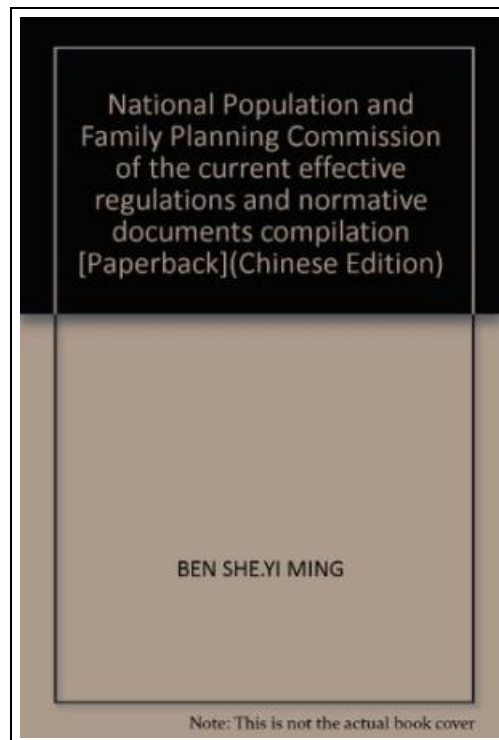 National Population and
Family Planning Commission
of the current effective
regulations and normative
documents compilation
[Paperback](Chinese Edition)
BEN SHE.YI MING
Note: This is not the actual book cover